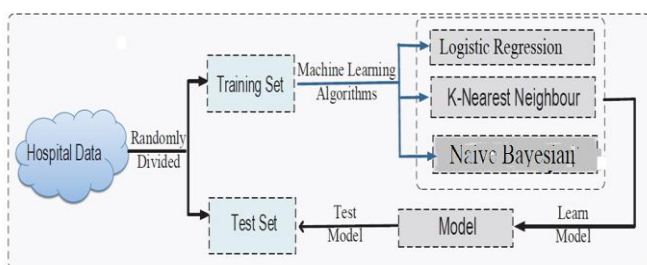 Hospital Data
Randomly
Divided
Training Set
Machine Learning
Algorithms
Logistic Regression
K-Nearest Neighbour
Naive Bayesian
Test Set
Test
Model
Model
Learn
Model